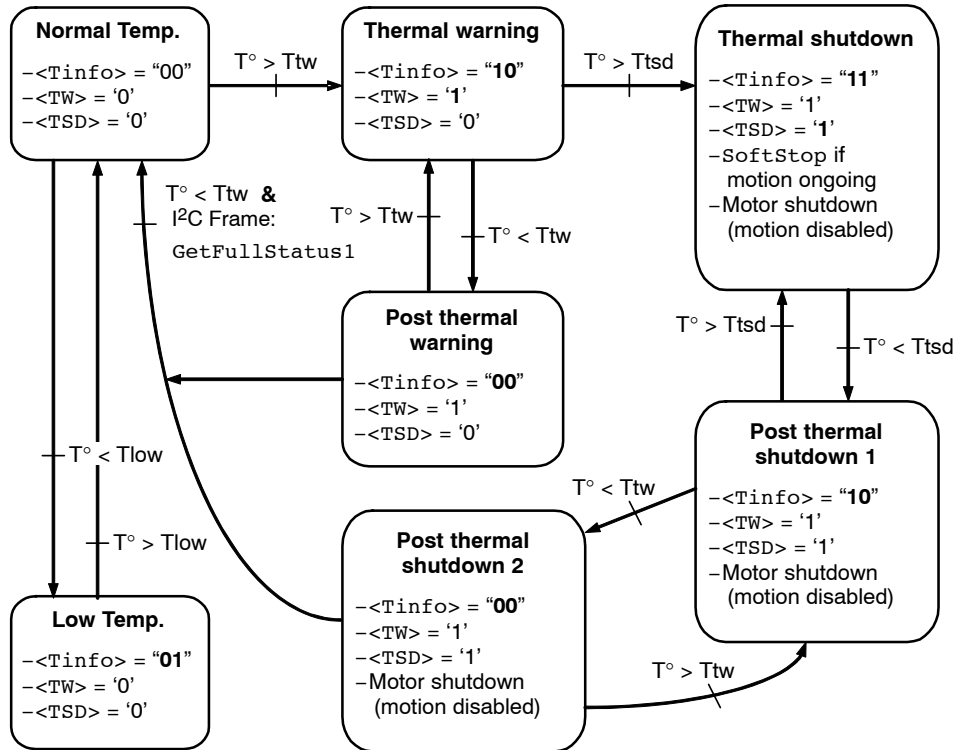 Normal Temp.
–<Tinfo> = “00”
–<TW> = ‘0’
–<TSD> = ‘0’
T° > Ttw
Thermal warning
–<Tinfo> = “10”
–<TW> = ‘1’
–<TSD> = ‘0’
T° > Ttsd
Thermal shutdown
–<Tinfo> = “11”
–<TW> = ‘1’
–<TSD> = ‘1’
–SoftStop if
motion ongoing
–Motor shutdown
(motion disabled)
T° < Ttw &
I²C Frame:
GetFullStatus1
T° > Ttw
T° < Ttw
Post thermal
warning
–<Tinfo> = “00”
–<TW> = ‘1’
–<TSD> = ‘0’
T° > Ttsd
T° < Ttsd
Post thermal
shutdown 1
–<Tinfo> = “10”
–<TW> = ‘1’
–<TSD> = ‘1’
–Motor shutdown
(motion disabled)
T° < Tlow
T° > Tlow
T° < Ttw
Post thermal
shutdown 2
–<Tinfo> = “00”
–<TW> = ‘1’
–<TSD> = ‘1’
–Motor shutdown
(motion disabled)
T° > Ttw
Low Temp.
–<Tinfo> = “01”
–<TW> = ‘0’
–<TSD> = ‘0’